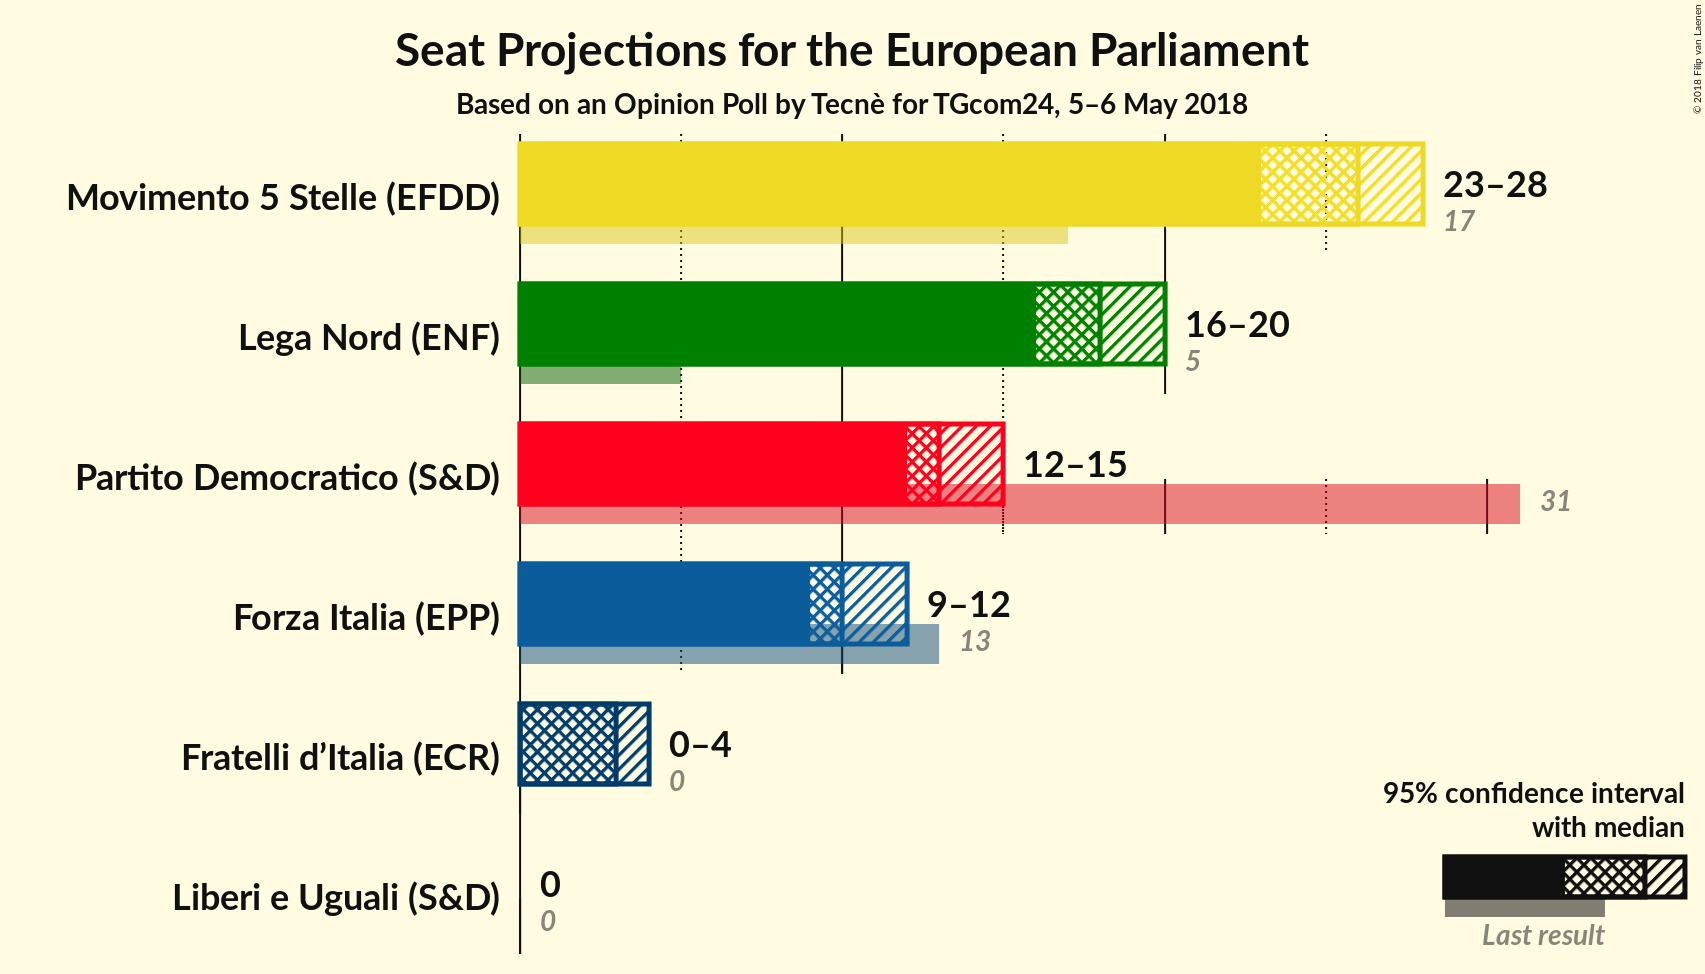 Seat Projections for the European Parliament
Based on an Opinion Poll by Tecnè for TGcom24, 5–6 May 2018
© 2018 Filip van Laenen
Movimento 5 Stelle (EFDD)
23–28
17
Lega Nord (ENF)
16–20
5
Partito Democratico (S&D)
12–15
31
Forza Italia (EPP)
9–12
13
Fratelli d’Italia (ECR)
0–4
0
Liberi e Uguali (S&D)
0
0
95% confidence interval
with median
Last result